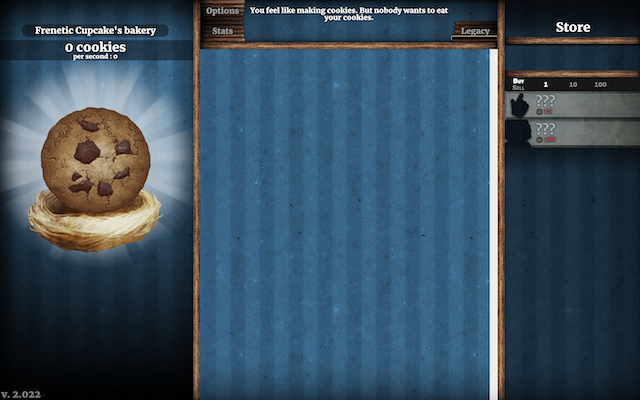 Frenetic Cupcake's bakery
0 cookies
per second : 0
v. 2.022
Options
Stats
You feel like making cookies. But nobody wants to eat
your cookies.
Legacy
Store
Buy
Sell
1
10
100
???
???